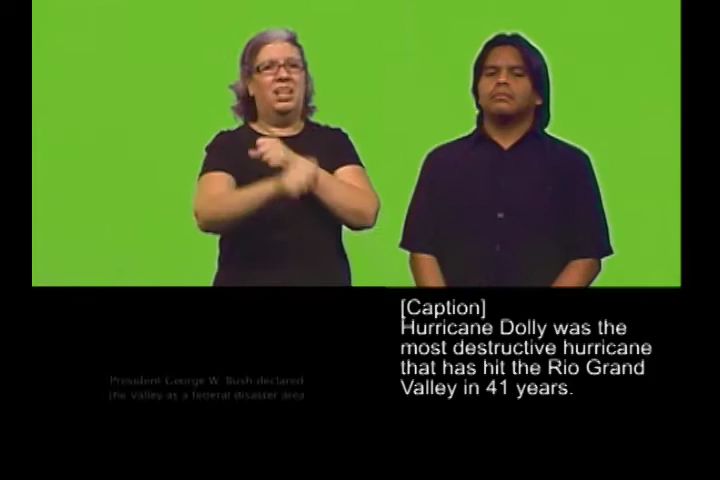 [Caption]
Hurricane Dolly was the
most destructive hurricane
that has hit the Rio Grand
Valley in 41 years.
President George W. Bush declared
the Valley as a federal disaster area